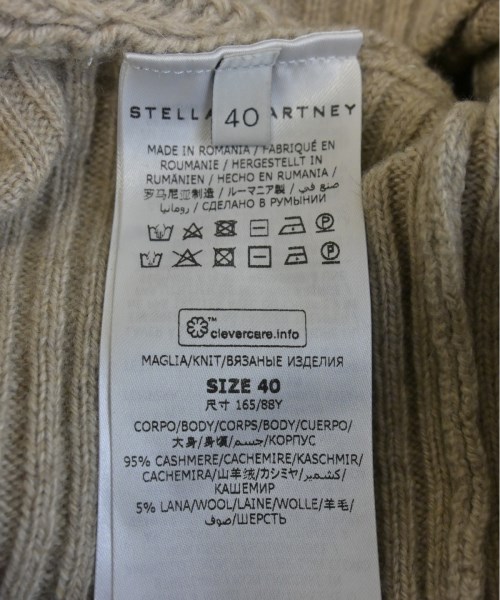 STELLA McCARTNEY
40
MADE IN ROMANIA / FABRIQUÉ EN
ROUMANIE / HERGESTELLT IN
RUMÄNIEN / HECHO EN RUMANIA /
罗马尼亚制造 / ルーマニア製 / صنع في
رومانيا / СДЕЛАНО В РУМЫНИИ
clevercare.info
MAGLIA/KNIT/ВЯЗАНЫЕ ИЗДЕЛИЯ
SIZE 40
尺寸 165/88Y
CORPO/BODY/CORPS/BODY/CUERPO/
大身/身頃/جسم/КОРПУС
95% CASHMERE/CACHEMIRE/KASCHMIR/
CACHEMIRA/山羊绒/カシミヤ/كشمير/
КАШЕМИР
5% LANA/WOOL/LAINE/WOLLE/羊毛/
صوف/ШЕРСТЬ